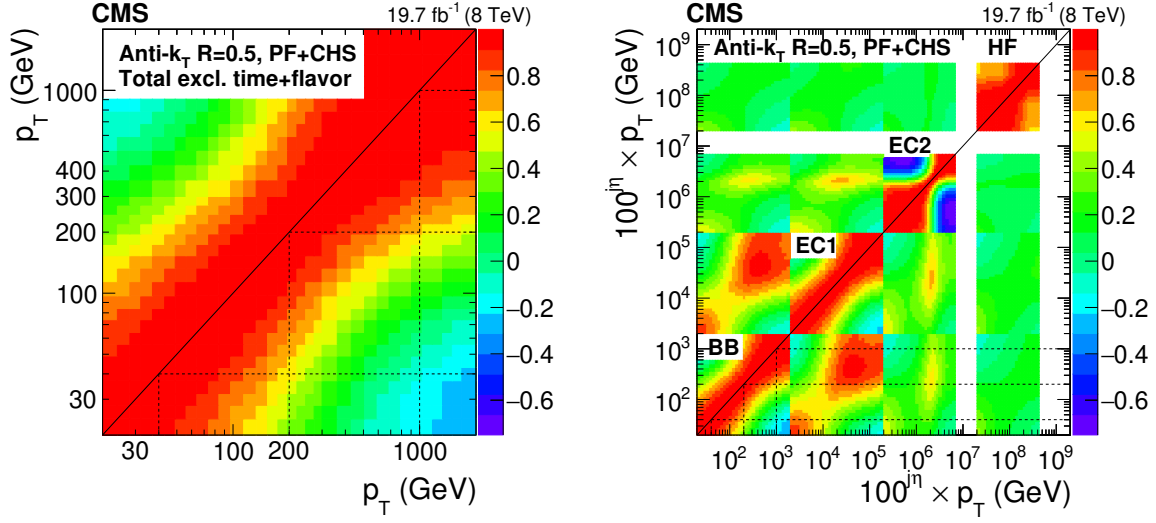 CMS 19.7 fb⁻¹ (8 TeV)
Anti-k_T R=0.5, PF+CHS
Total excl. time+flavor
p_T (GeV)
1000
400
300
200
100
30
30 100 200 1000
p_T (GeV)
0.8
0.6
0.4
0.2
0
−0.2
−0.4
−0.6
CMS 19.7 fb⁻¹ (8 TeV)
Anti-k_T R=0.5, PF+CHS HF
EC2
EC1
BB
100^{iη} × p_T (GeV)
10⁹
10⁸
10⁷
10⁶
10⁵
10⁴
10³
10²
10² 10³ 10⁴ 10⁵ 10⁶ 10⁷ 10⁸ 10⁹
100^{iη} × p_T (GeV)
0.8
0.6
0.4
0.2
0
−0.2
−0.4
−0.6